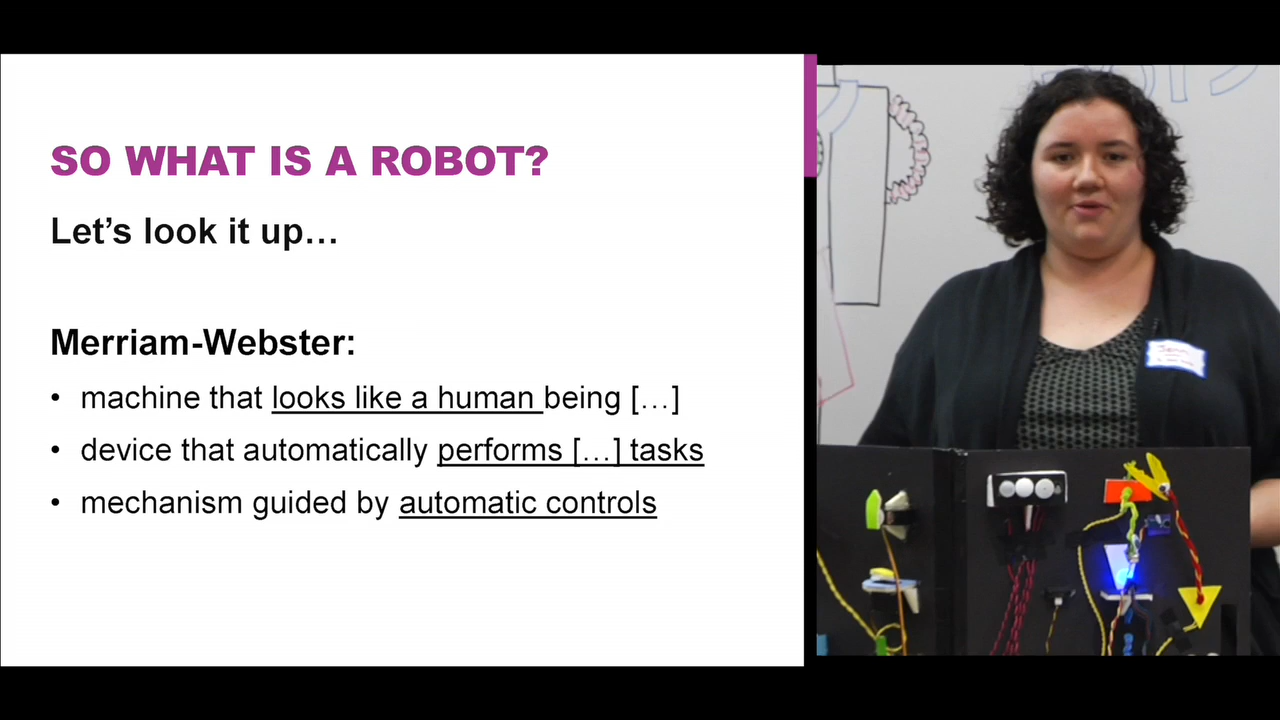 SO WHAT IS A ROBOT?
Let’s look it up…
Merriam-Webster:
• machine that looks like a human being […]
• device that automatically performs […] tasks
• mechanism guided by automatic controls